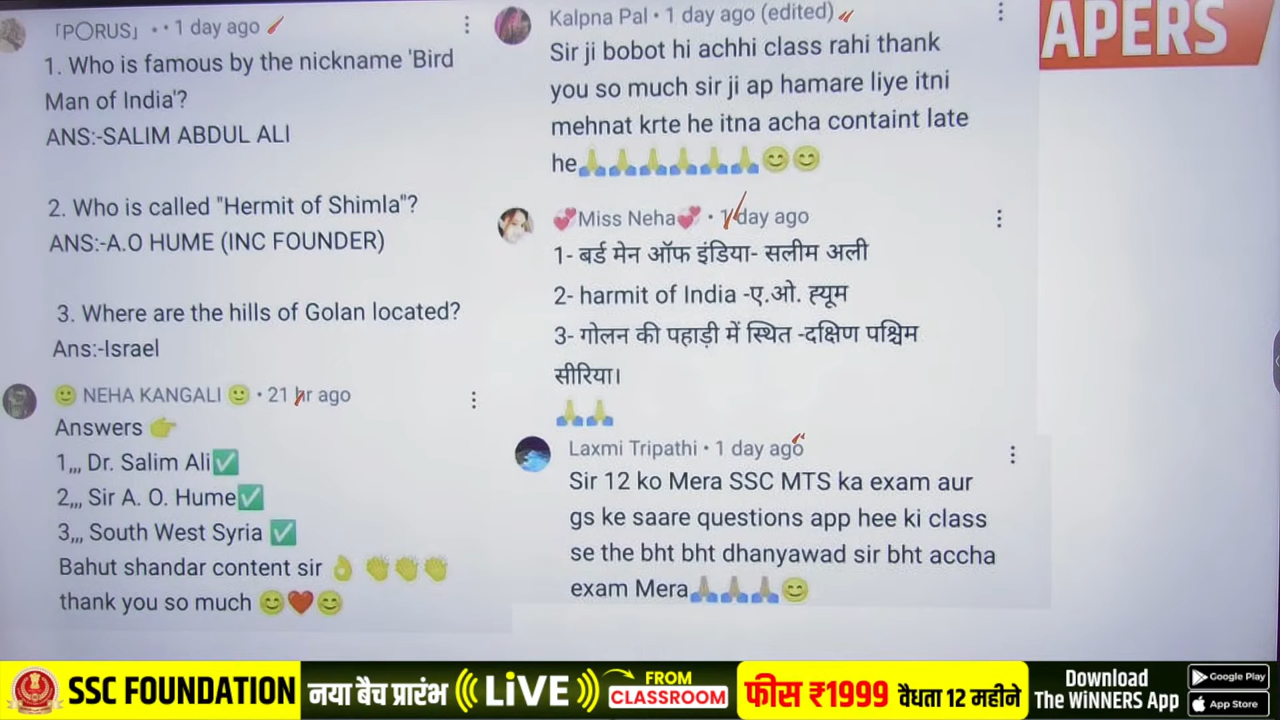 「P○RUS」 • • 1 day ago
1. Who is famous by the nickname 'Bird
Man of India'?
ANS:-SALIM ABDUL ALI
2. Who is called "Hermit of Shimla"?
ANS:-A.O HUME (INC FOUNDER)
3. Where are the hills of Golan located?
Ans:-Israel
🙂 NEHA KANGALI 🙂 • 21 hr ago
Answers 👉
1,,, Dr. Salim Ali✅
2,,, Sir A. O. Hume✅
3,,, South West Syria ✅
Bahut shandar content sir 👌 👏👏👏
thank you so much 😊❤️😊
Kalpna Pal • 1 day ago (edited)
Sir ji bobot hi achhi class rahi thank
you so much sir ji ap hamare liye itni
mehnat krte he itna acha containt late
he🙏🙏🙏🙏🙏🙏😊😊
💞Miss Neha💞 • 1 day ago
1- बर्ड मेन ऑफ इंडिया- सलीम अली
2- harmit of India -ए.ओ. ह्यूम
3- गोलन की पहाड़ी में स्थित -दक्षिण पश्चिम
सीरिया।
🙏🙏
Laxmi Tripathi • 1 day ago
Sir 12 ko Mera SSC MTS ka exam aur
gs ke saare questions app hee ki class
se the bht bht dhanyawad sir bht accha
exam Mera🙏🙏🙏😊
APERS
SSC FOUNDATION
नया बैच प्रारंभ
LiVE
FROM
CLASSROOM
फीस ₹1999 वैधता 12 महीने
Download
The WiNNERS App
Google Play
App Store